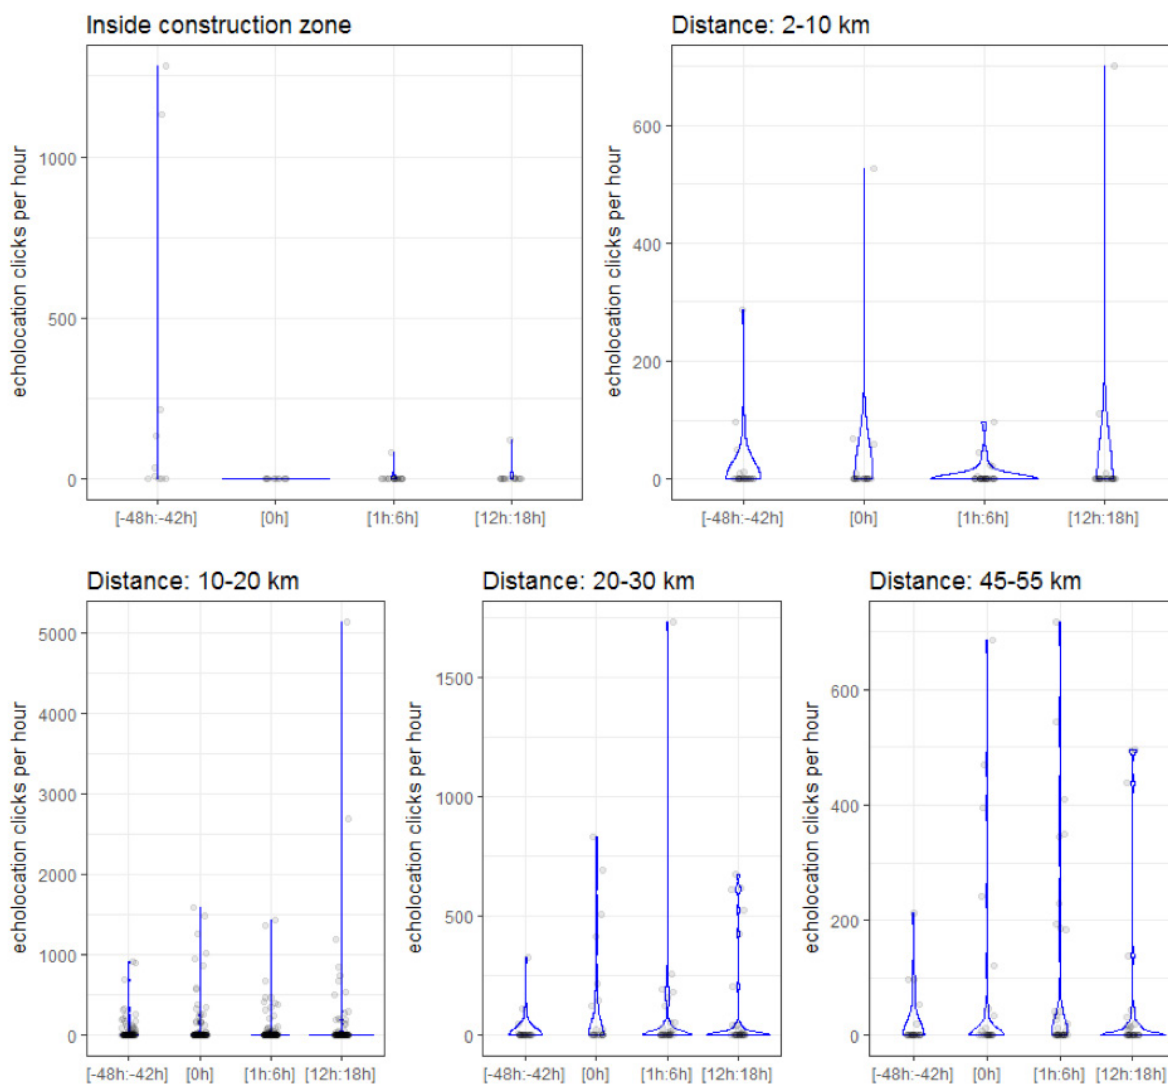 Inside construction zone
echolocation clicks per hour
1000
500
0
[-48h:-42h] [0h] [1h:6h] [12h:18h]
Distance: 2-10 km
echolocation clicks per hour
600
400
200
0
[-48h:-42h] [0h] [1h:6h] [12h:18h]
Distance: 10-20 km
echolocation clicks per hour
5000
4000
3000
2000
1000
0
[-48h:-42h] [0h] [1h:6h] [12h:18h]
Distance: 20-30 km
echolocation clicks per hour
1500
1000
500
0
[-48h:-42h] [0h] [1h:6h] [12h:18h]
Distance: 45-55 km
echolocation clicks per hour
600
400
200
0
[-48h:-42h] [0h] [1h:6h] [12h:18h]